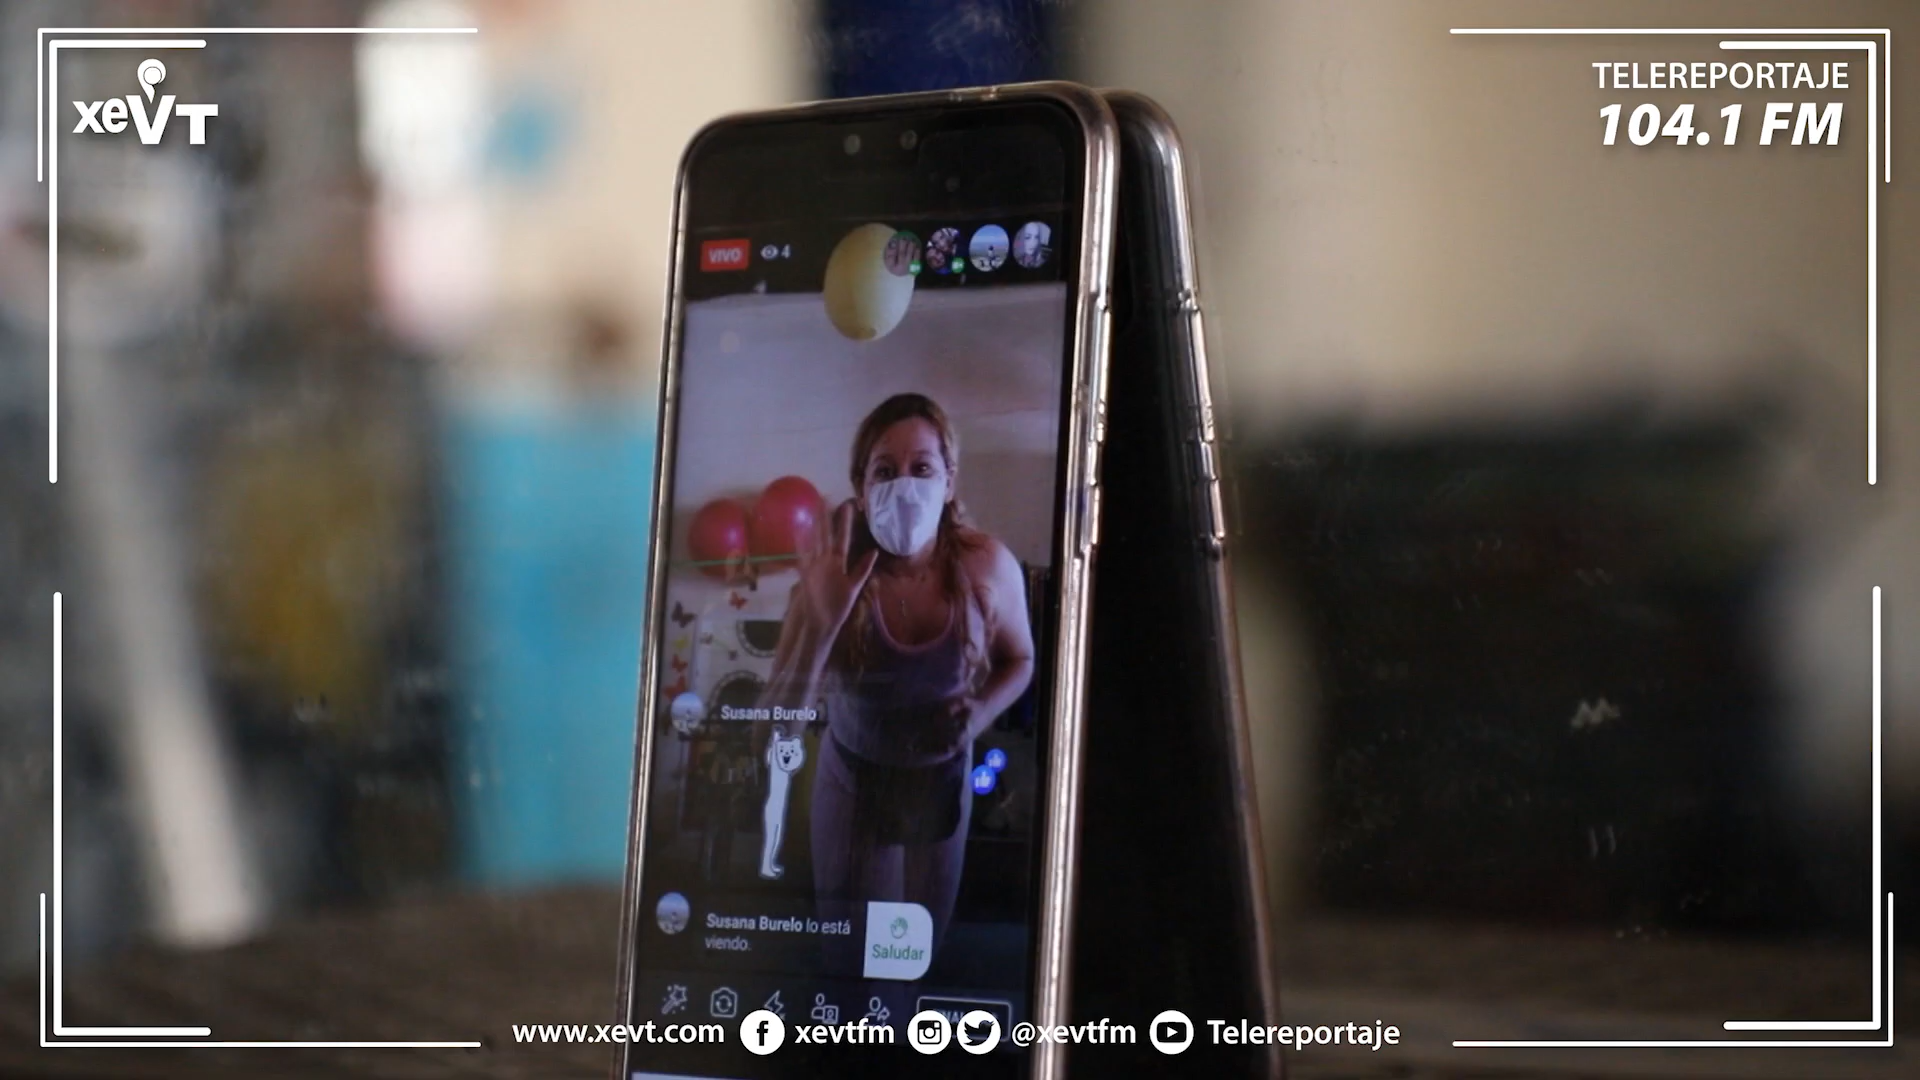 xeVT
TELEREPORTAJE
104.1 FM
VIVO 4
Susana Burelo
Susana Burelo lo está
viendo.
Saludar
www.xevt.com xevtfm @xevtfm Telereportaje